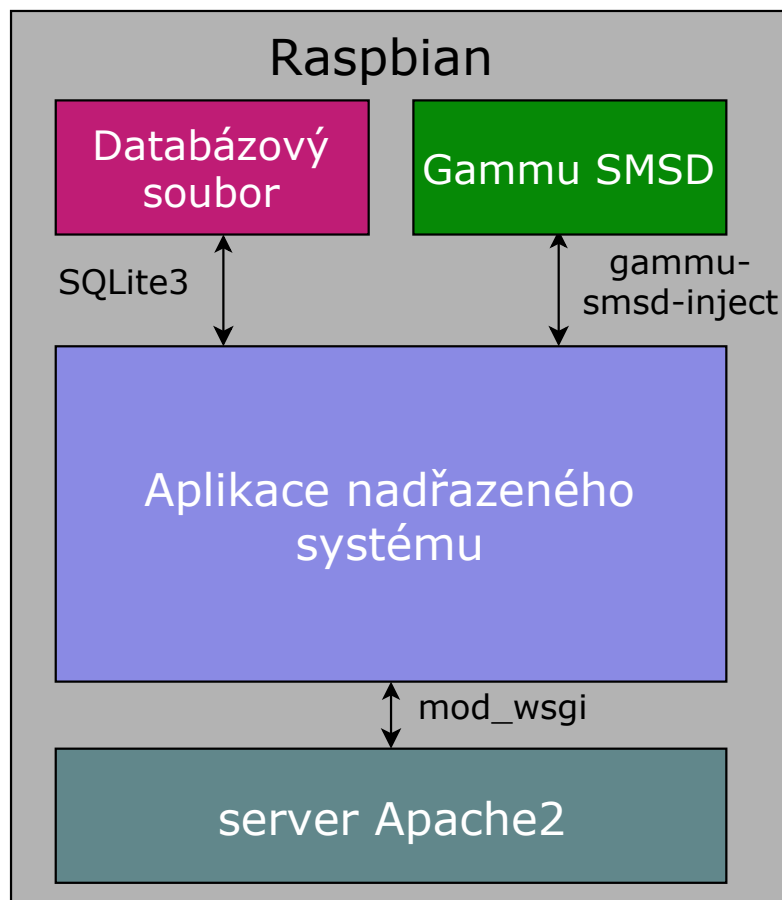 Raspbian
Databázový
soubor
Gammu SMSD
SQLite3
gammu-
smsd-inject
Aplikace nadřazeného
systému
mod_wsgi
server Apache2